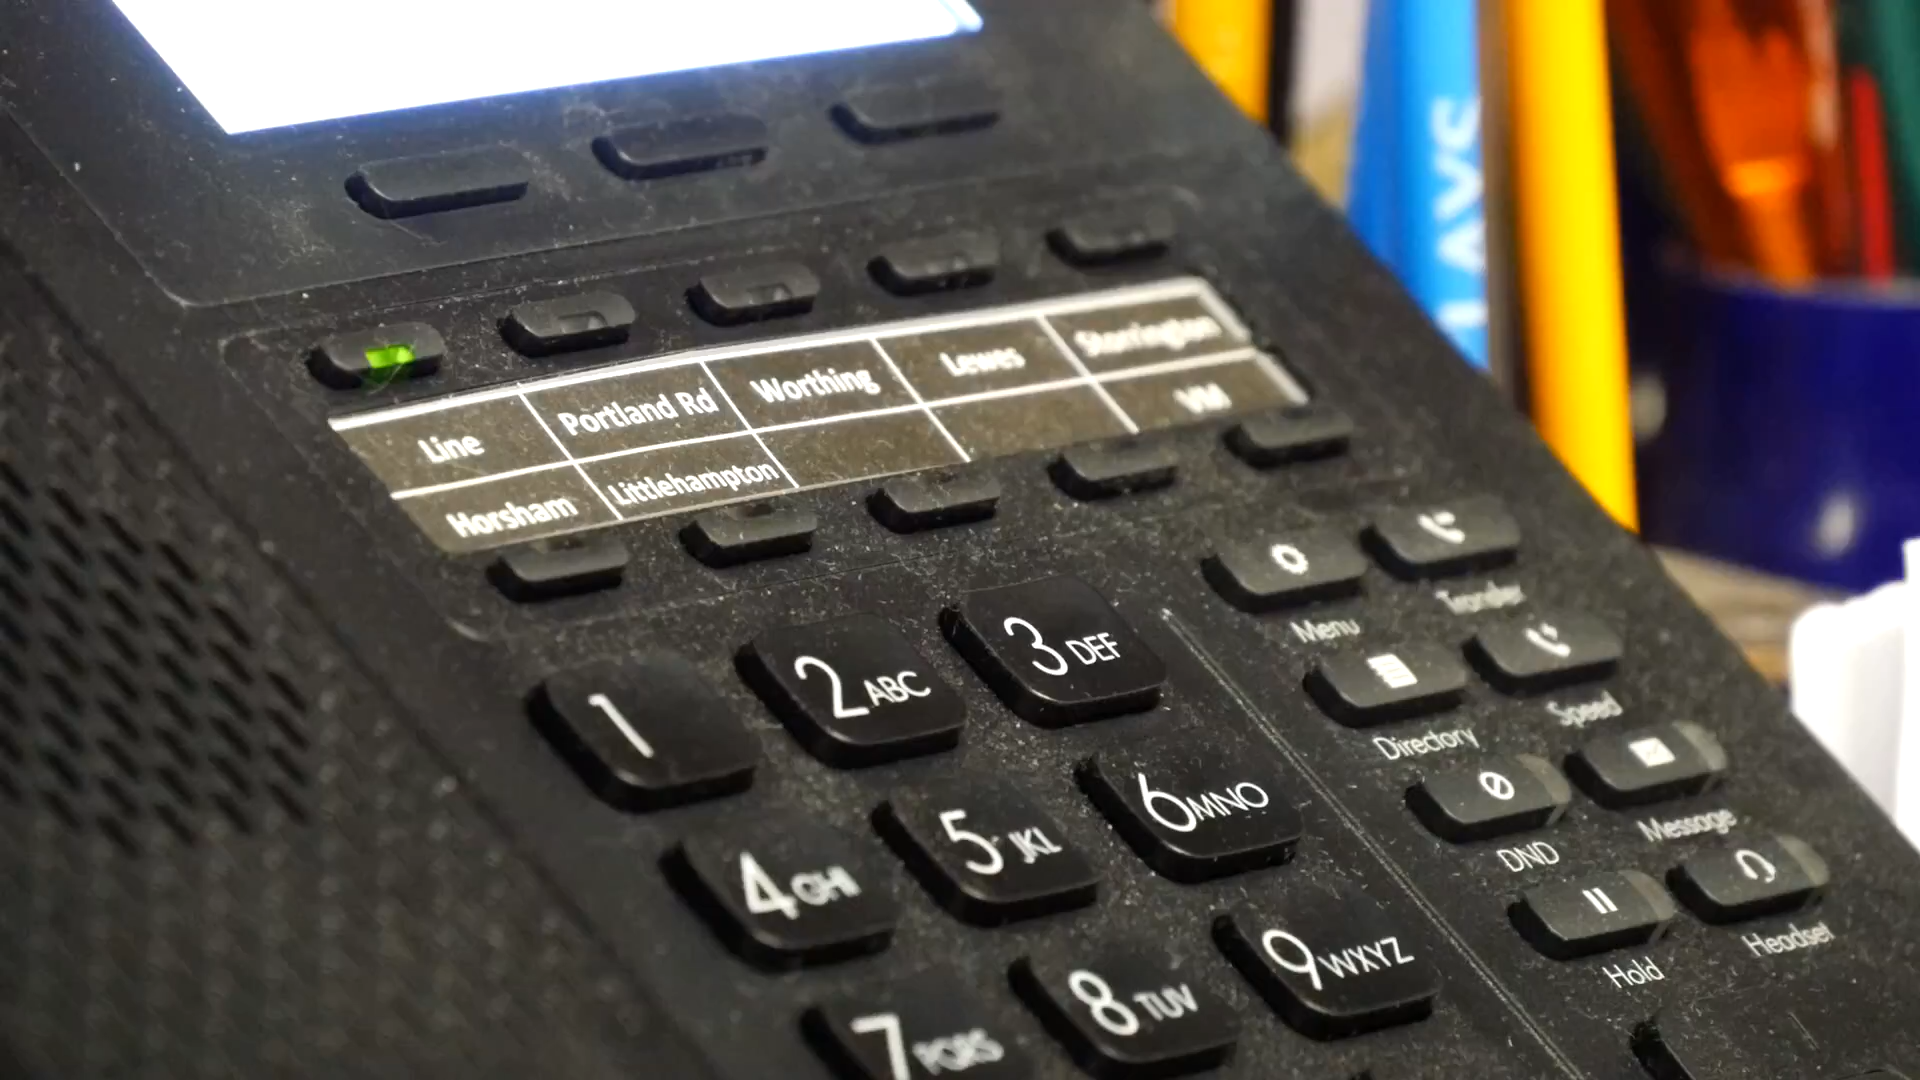 Line Portland Rd Worthing Lewes Storrington
Horsham Littlehampton VM
1
2 ABC
3 DEF
Menu
Transfer
4 GHI
5 JKL
6 MNO
Directory
Speed
7 PQRS
8 TUV
9 WXYZ
DND
Message
Hold
Headset